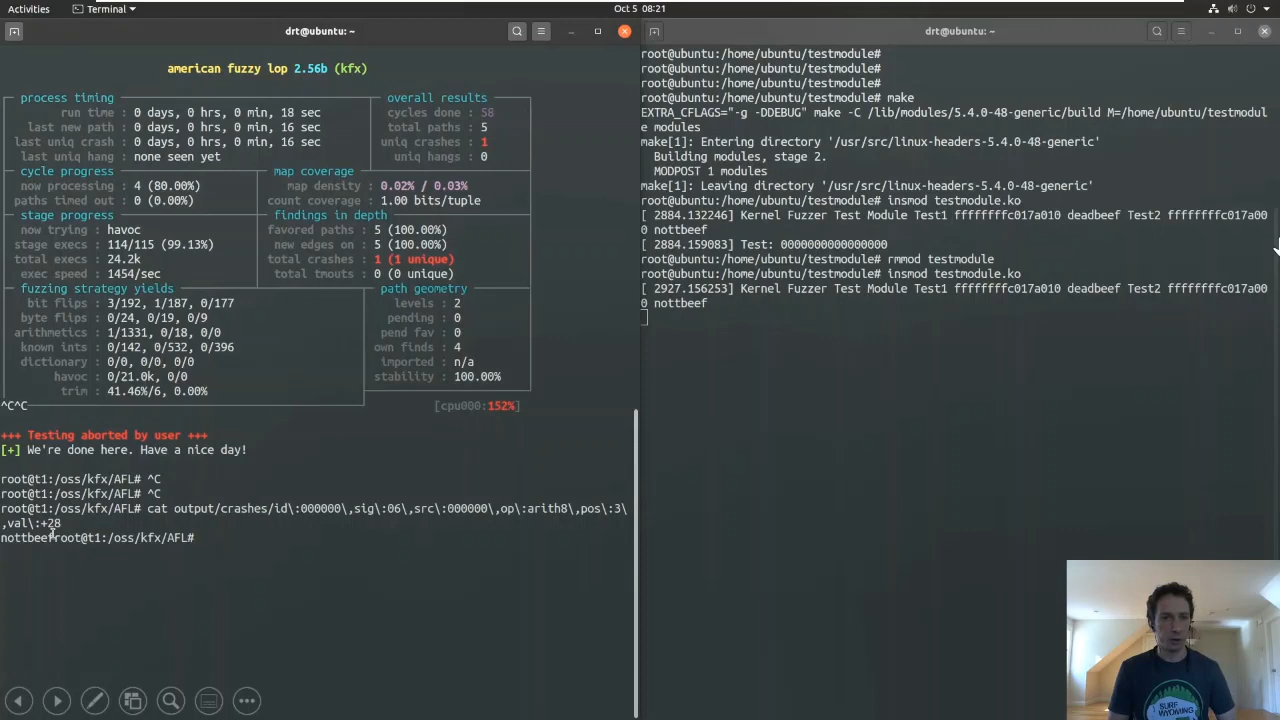 Activities
Terminal
Oct 5 08:21
drt@ubuntu: ~
american fuzzy lop 2.56b (kfx)
process timing
overall results
run time : 0 days, 0 hrs, 0 min, 18 sec
cycles done : 58
last new path : 0 days, 0 hrs, 0 min, 16 sec
total paths : 5
last uniq crash : 0 days, 0 hrs, 0 min, 16 sec
uniq crashes : 1
last uniq hang : none seen yet
uniq hangs : 0
cycle progress
map coverage
now processing : 4 (80.00%)
map density : 0.02% / 0.03%
paths timed out : 0 (0.00%)
count coverage : 1.00 bits/tuple
stage progress
findings in depth
now trying : havoc
favored paths : 5 (100.00%)
stage execs : 114/115 (99.13%)
new edges on : 5 (100.00%)
total execs : 24.2k
total crashes : 1 (1 unique)
exec speed : 1454/sec
total tmouts : 0 (0 unique)
fuzzing strategy yields
path geometry
bit flips : 3/192, 1/187, 0/177
levels : 2
byte flips : 0/24, 0/19, 0/9
pending : 0
arithmetics : 1/1331, 0/18, 0/0
pend fav : 0
known ints : 0/142, 0/532, 0/396
own finds : 4
dictionary : 0/0, 0/0, 0/0
imported : n/a
havoc : 0/21.0k, 0/0
stability : 100.00%
trim : 41.46%/6, 0.00%
^C^C
[cpu000:152%]
+++ Testing aborted by user +++
[+] We're done here. Have a nice day!
root@t1:/oss/kfx/AFL# ^C
root@t1:/oss/kfx/AFL# ^C
root@t1:/oss/kfx/AFL# cat output/crashes/id\:000000\,sig\:06\,src\:000000\,op\:arith8\,pos\:3\
,val\:+28
nottbeefroot@t1:/oss/kfx/AFL#
drt@ubuntu: ~
root@ubuntu:/home/ubuntu/testmodule#
root@ubuntu:/home/ubuntu/testmodule#
root@ubuntu:/home/ubuntu/testmodule#
root@ubuntu:/home/ubuntu/testmodule# make
EXTRA_CFLAGS="-g -DDEBUG" make -C /lib/modules/5.4.0-48-generic/build M=/home/ubuntu/testmodul
e modules
make[1]: Entering directory '/usr/src/linux-headers-5.4.0-48-generic'
Building modules, stage 2.
MODPOST 1 modules
make[1]: Leaving directory '/usr/src/linux-headers-5.4.0-48-generic'
root@ubuntu:/home/ubuntu/testmodule# insmod testmodule.ko
[ 2884.132246] Kernel Fuzzer Test Module Test1 ffffffffc017a010 deadbeef Test2 ffffffffc017a00
0 nottbeef
[ 2884.159083] Test: 0000000000000000
root@ubuntu:/home/ubuntu/testmodule# rmmod testmodule
root@ubuntu:/home/ubuntu/testmodule# insmod testmodule.ko
[ 2927.156253] Kernel Fuzzer Test Module Test1 ffffffffc017a010 deadbeef Test2 ffffffffc017a00
0 nottbeef
SURF
WYOMING